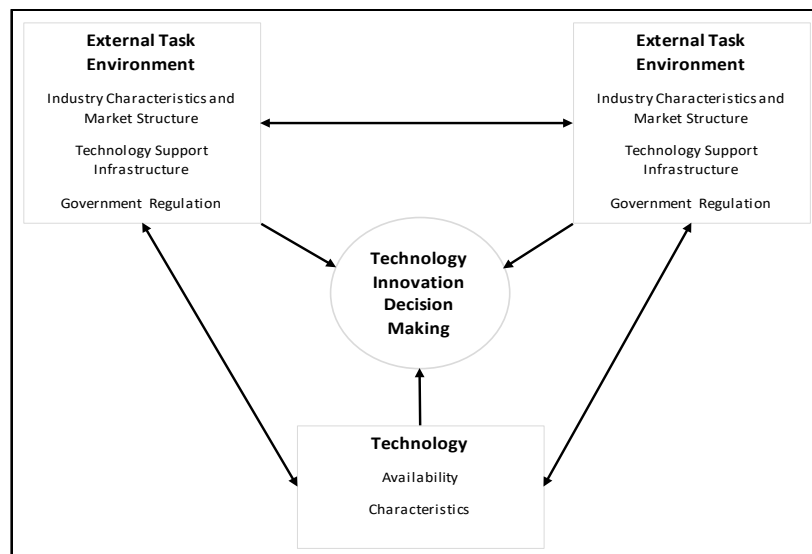 External Task
Environment
Industry Characteristics and
Market Structure
Technology Support
Infrastructure
Government Regulation
External Task
Environment
Industry Characteristics and
Market Structure
Technology Support
Infrastructure
Government Regulation
Technology
Innovation
Decision
Making
Technology
Availability
Characteristics